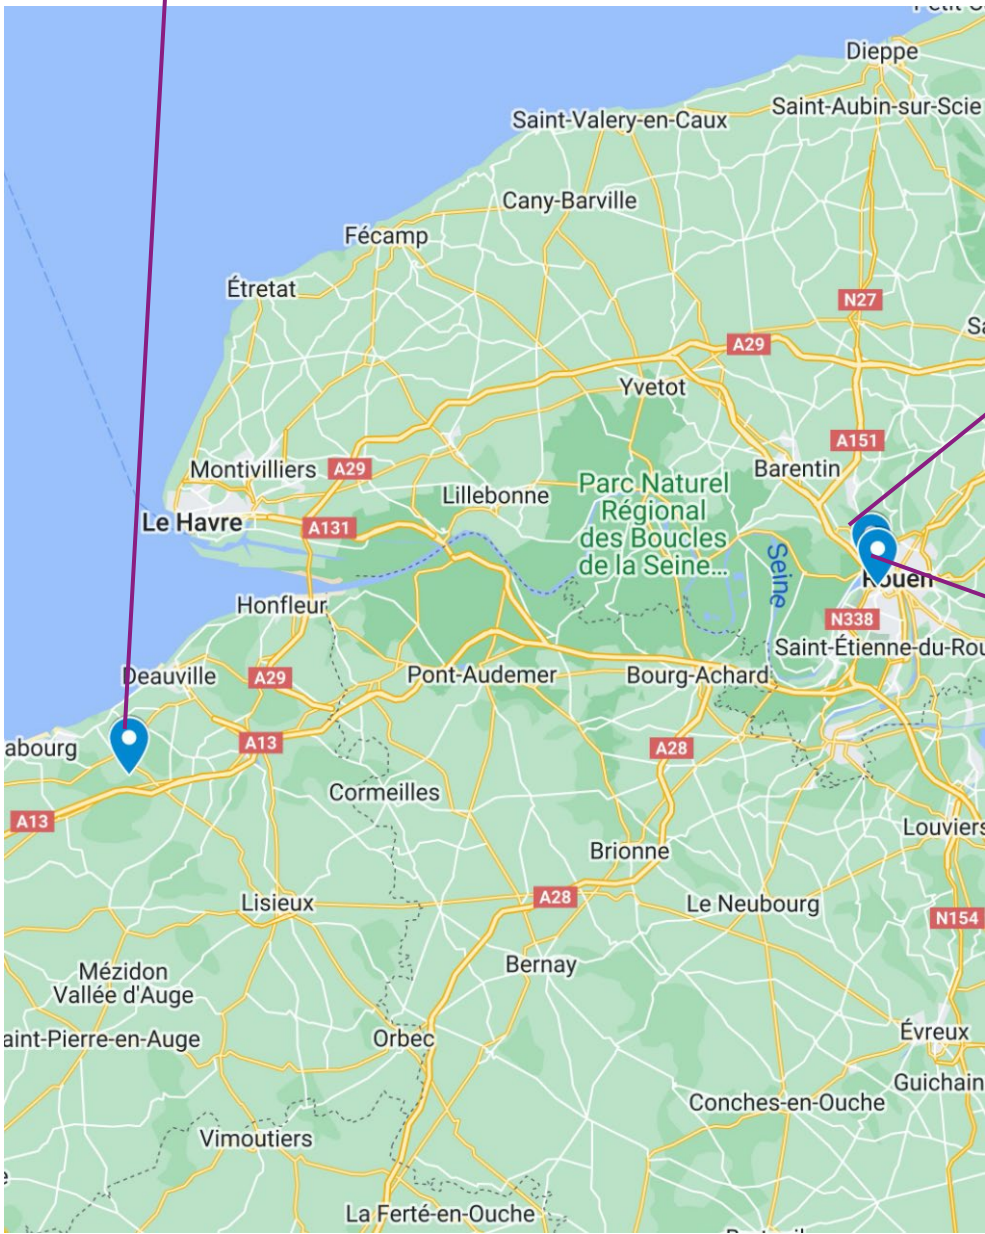 Dieppe
Saint-Aubin-sur-Scie
Saint-Valery-en-Caux
Cany-Barville
Fécamp
Étretat
N27
A29
Yvetot
A151
Barentin
Montivilliers
A29
Parc Naturel
Régional
des Boucles
de la Seine...
Lillebonne
Le Havre
A131
Seine
Rouen
Honfleur
N338
Saint-Étienne-du-Rou
Deauville
A29
Pont-Audemer
Bourg-Achard
abourg
A13
A28
Cormeilles
A13
Louviers
Brionne
A28
Lisieux
Le Neubourg
N154
Bernay
Mézidon
Vallée d'Auge
aint-Pierre-en-Auge
Orbec
Évreux
Guichain
Conches-en-Ouche
Vimoutiers
La Ferté-en-Ouche